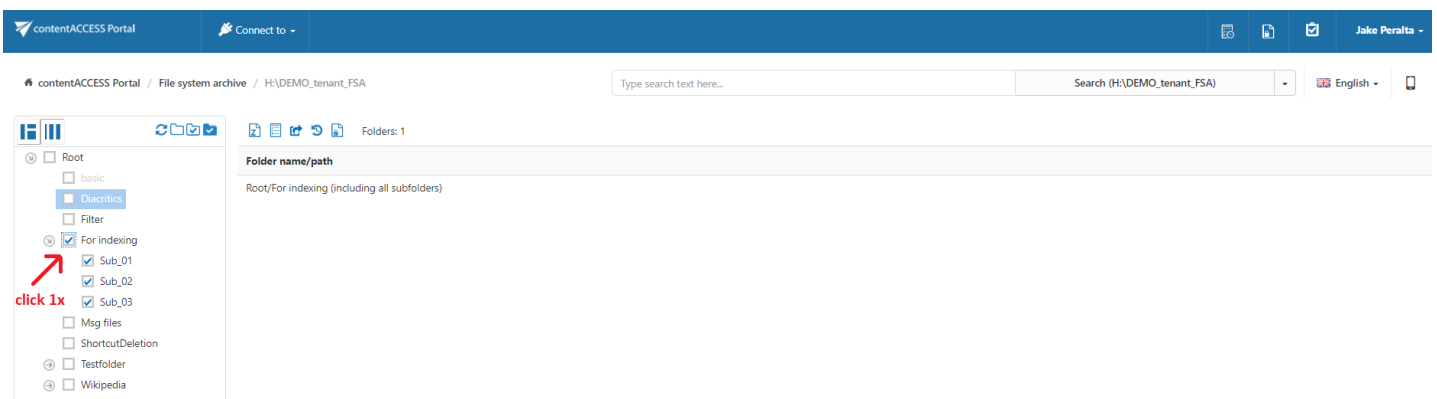 contentACCESS Portal
Connect to
Jake Peralta
contentACCESS Portal / File system archive / H:\DEMO_tenant_FSA
Type search text here...
Search (H:\DEMO_tenant_FSA)
English
Folders: 1
Root
basic
Diacritics
Filter
For indexing
Sub_01
Sub_02
click 1x
Sub_03
Msg files
ShortcutDeletion
Testfolder
Wikipedia
Folder name/path
Root/For indexing (including all subfolders)